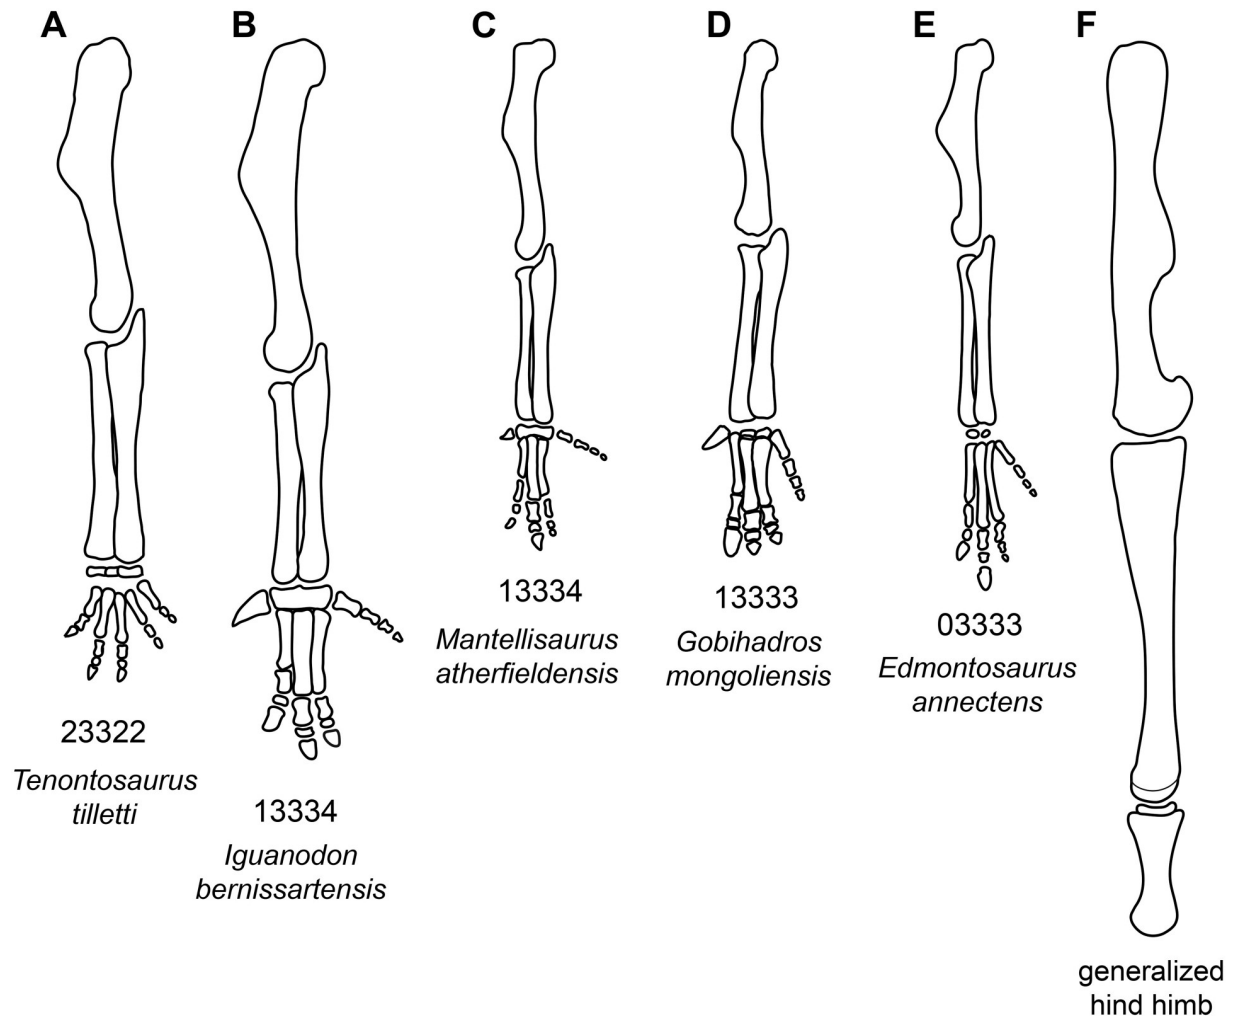 A
B
C
D
E
F
23322
Tenontosaurus
tilletti
13334
Iguanodon
bernissartensis
13334
Mantellisaurus
atherfieldensis
13333
Gobihadros
mongoliensis
03333
Edmontosaurus
annectens
generalized
hind himb